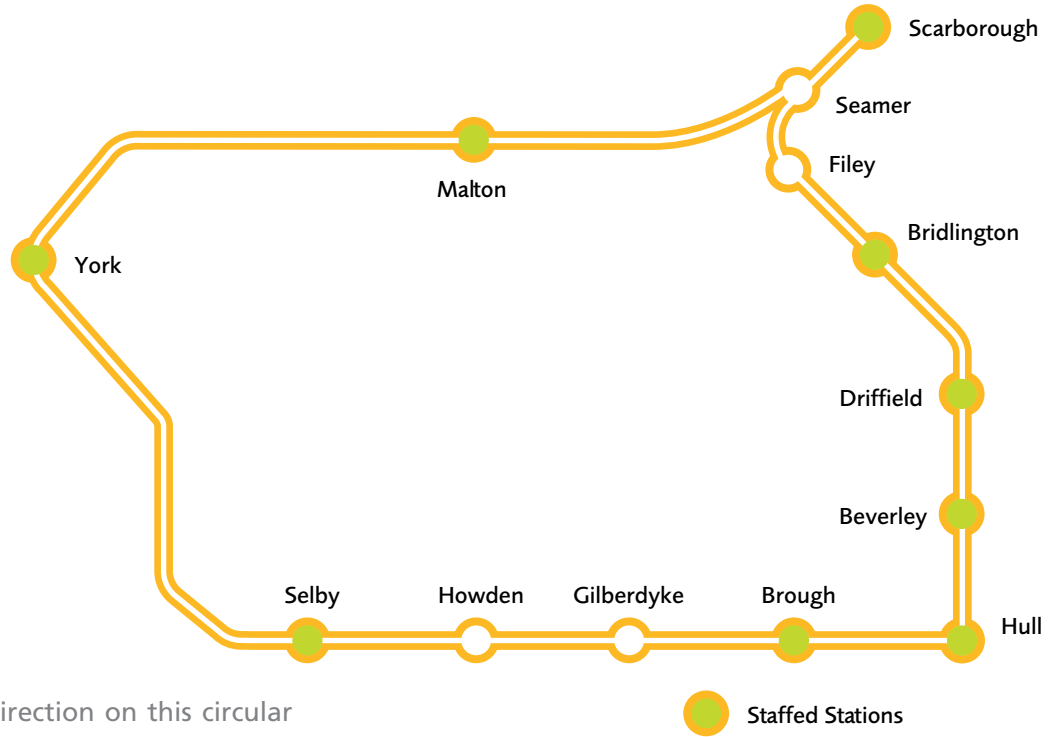 Scarborough
Seamer
Filey
Malton
Bridlington
York
Driffield
Beverley
Selby
Howden
Gilberdyke
Brough
Hull
irection on this circular
Staffed Stations